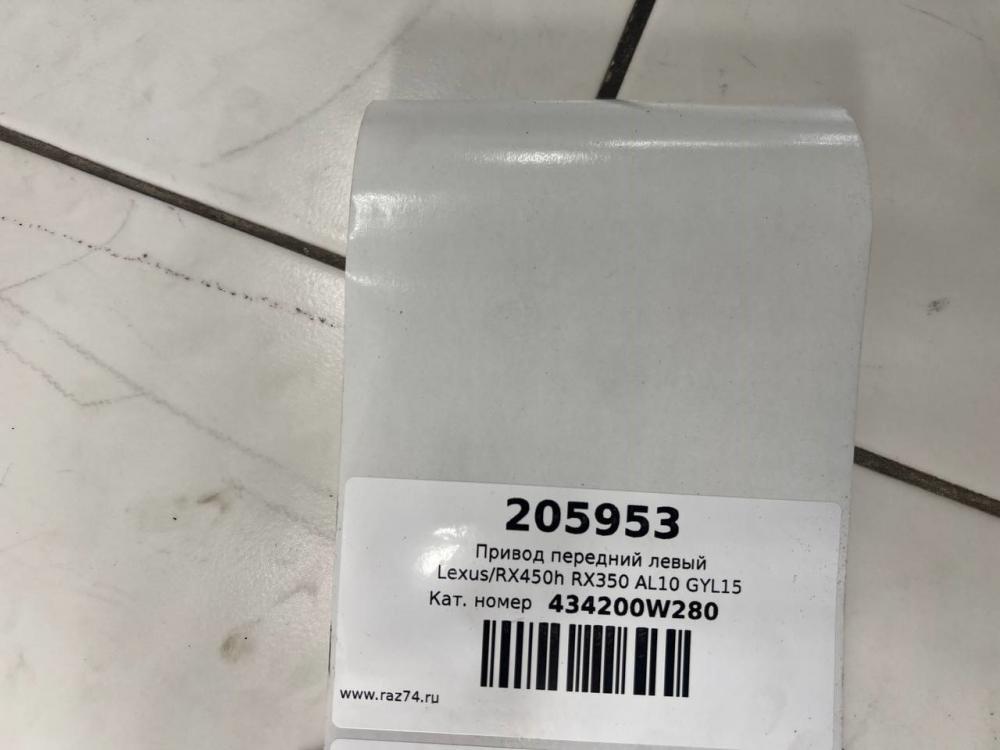 205953
Привод передний левый
Lexus/RX450h RX350 AL10 GYL15
Кат. номер 434200W280
www.raz74.ru